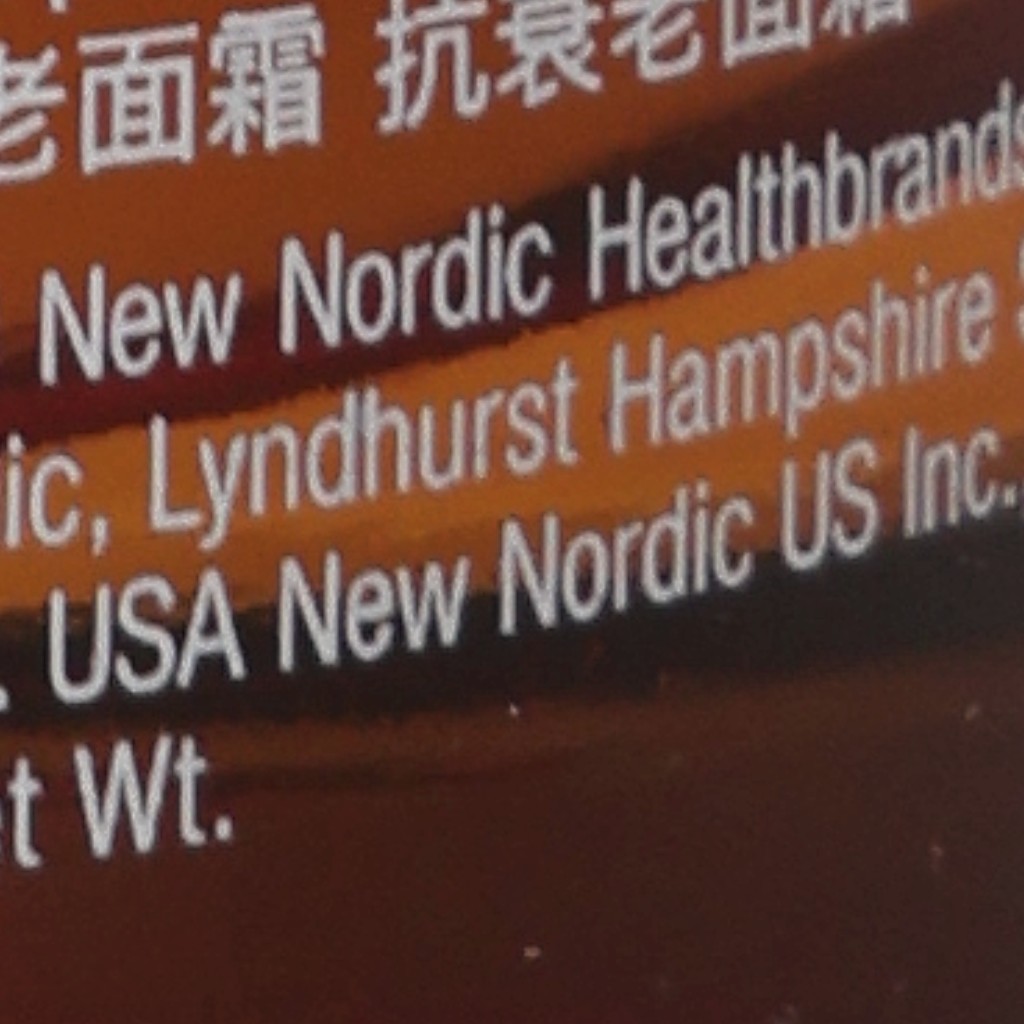 老面霜 抗衰老面霜
New Nordic Healthbrands
ic, Lyndhurst Hampshire
. USA New Nordic US Inc.
et Wt.